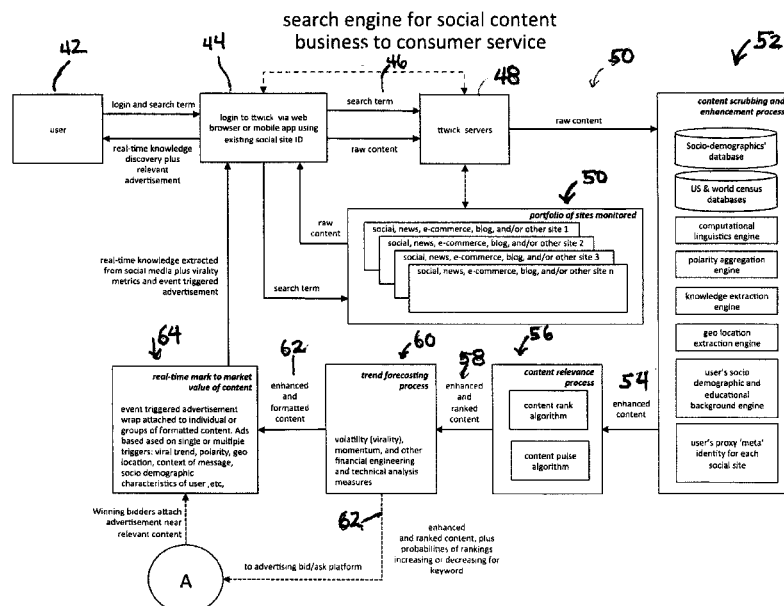 search engine for social content
business to consumer service
42
44
46
48
50
52
user
login and search term
real-time knowledge
discovery plus
relevant
advertisement
login to ttwick via web
browser or mobile app using
existing social site ID
search term
raw content
ttwick servers
raw content
content scrubbing and
enhancement process
Socio-demographics'
database
US & world census
databases
computational
linguistics engine
polarity aggregation
engine
knowledge extraction
engine
geo location
extraction engine
user's socio
demographic and
educational
background engine
user's proxy 'meta'
identity for each
social site
50
portfolio of sites monitored
social, news, e-commerce, blog, and/or other site 1
social, news, e-commerce, blog, and/or other site 2
social, news, e-commerce, blog, and/or other site 3
social, news, e-commerce, blog, and/or other site n
raw
content
search term
real-time knowledge extracted
from social media plus virality
metrics and event triggered
advertisement
64
62
60
58
56
54
real-time mark to market
value of content
event triggered advertisement
wrap attached to individual or
groups of formatted content. Ads
based ased on single or multiple
triggers: viral trend, polarity, geo
location, context of message,
socio demographic
characteristics of user , etc,
enhanced
and
formatted
content
trend forecasting
process
volatility (virality),
momentum, and other
financial engineering
and technical analysis
measures
enhanced
and
ranked content
content relevance
process
content rank
algorithm
content pulse
algorithm
enhanced
content
62
Winning bidders attach
advertisement near
relevant content
A
to advertising bid/ask platform
enhanced
and ranked content, plus
probabilites of rankings
increasing or decreasing for
keyword